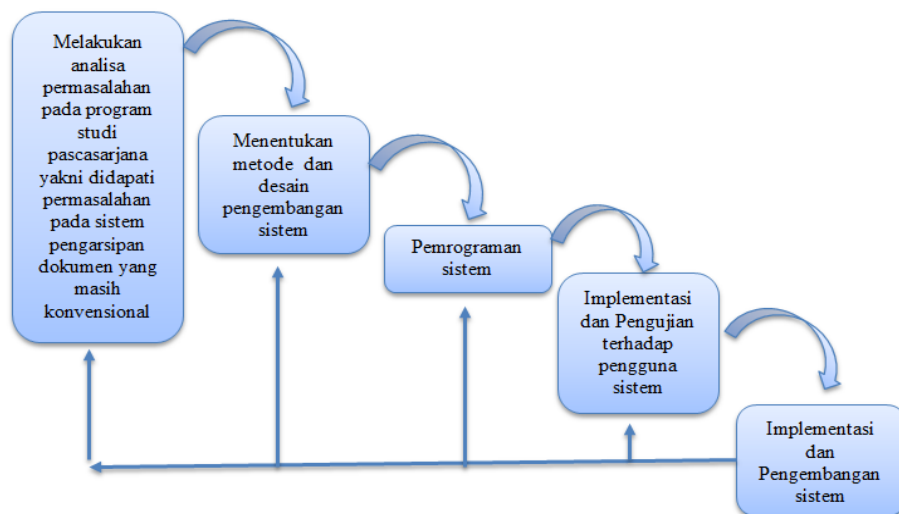 Melakukan
analisa
permasalahan
pada program
studi
pascasarjana
yakni didapati
permasalahan
pada sistem
pengarsipan
dokumen yang
masih
konvensional
Menentukan
metode dan
desain
pengembangan
sistem
Pemrograman
sistem
Implementasi
dan Pengujian
terhadap
pengguna
sistem
Implementasi
dan
Pengembangan
sistem